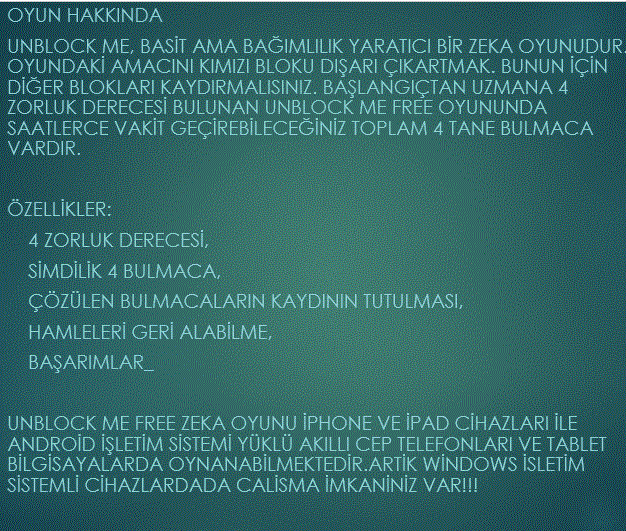 OYUN HAKKINDA
UNBLOCK ME, BASİT AMA BAĞIMLILIK YARATICI BİR ZEKA OYUNUDUR.
OYUNDAKİ AMACINI KIMIZI BLOKU DIŞARI ÇIKARTMAK. BUNUN İÇİN
DİĞER BLOKLARI KAYDIRMALISINIZ. BAŞLANGIÇTAN UZMANA 4
ZORLUK DERECESİ BULUNAN UNBLOCK ME FREE OYUNUNDA
SAATLERCE VAKİT GEÇİREBİLECEĞİNİZ TOPLAM 4 TANE BULMACA
VARDIR.
ÖZELLİKLER:
4 ZORLUK DERECESİ,
SİMDİLİK 4 BULMACA,
ÇÖZÜLEN BULMACALARIN KAYDININ TUTULMASI,
HAMLELERİ GERİ ALABİLME,
BAŞARIMLAR_
UNBLOCK ME FREE ZEKA OYUNU İPHONE VE İPAD CİHAZLARI İLE
ANDROİD İŞLETİM SİSTEMİ YÜKLÜ AKILLI CEP TELEFONLARI VE TABLET
BİLGİSAYALARDA OYNANABİLMEKTEDİR.ARTİK WİNDOWS İSLETİM
SİSTEMLİ CİHAZLARDADA CALİSMA İMKANİNİZ VAR!!!